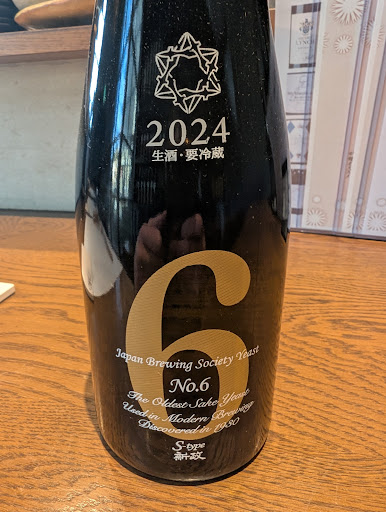 2024
生酒・要冷蔵
6
Japan Brewing Society Yeast
No.6
The Oldest Sake Yeast
Used in Modern Brewing
Discovered in 1930
S-type
新政